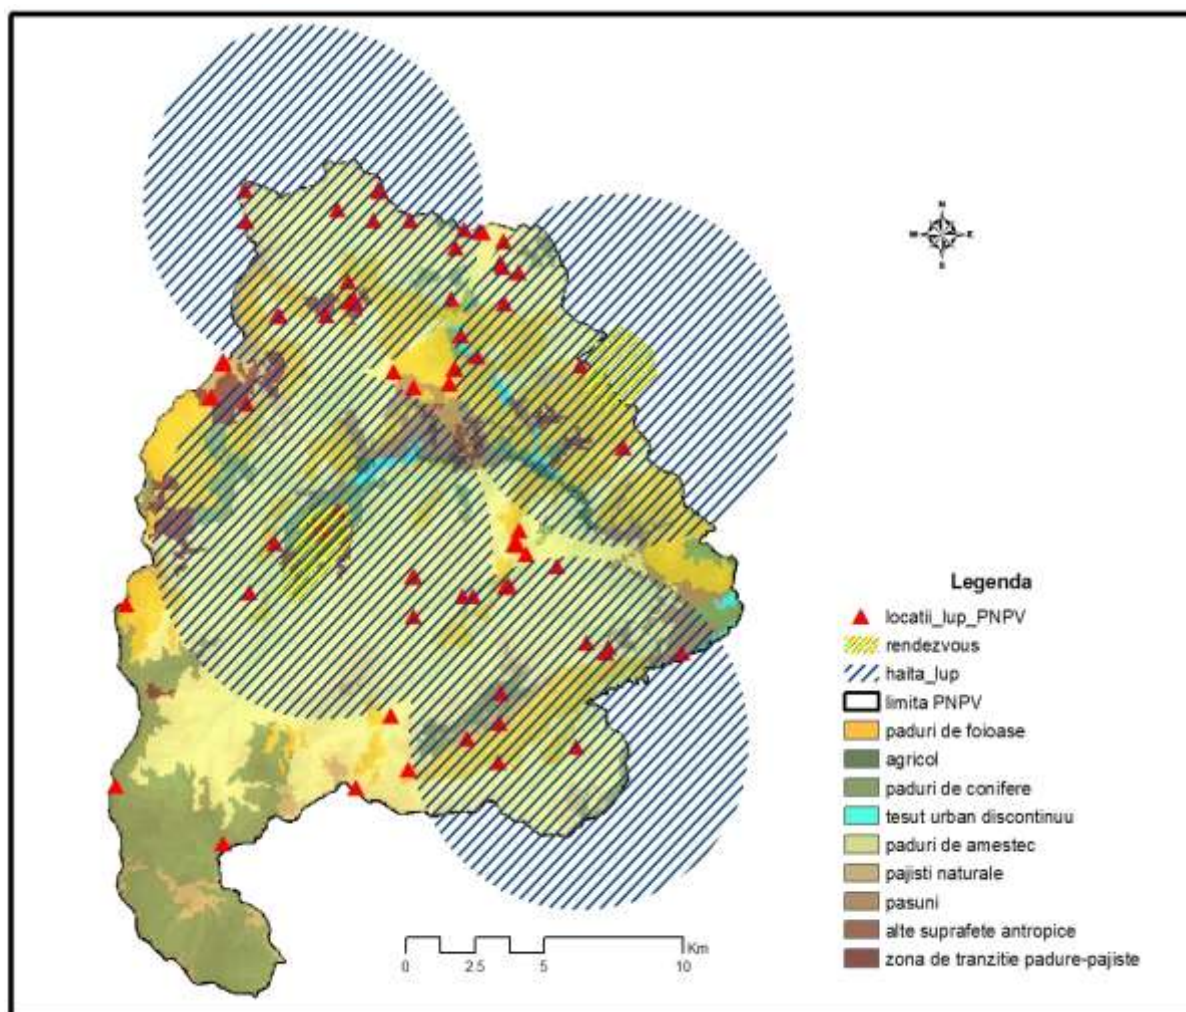 N
W E
S
Legenda
locatii_lup_PNPV
rendezvous
haita_lup
limita PNPV
paduri de foioase
agricol
paduri de conifere
tesut urban discontinuu
paduri de amestec
pajisti naturale
pasuni
alte suprafete antropice
zona de tranzitie padure-pajiste
Km
0 2.5 5 10